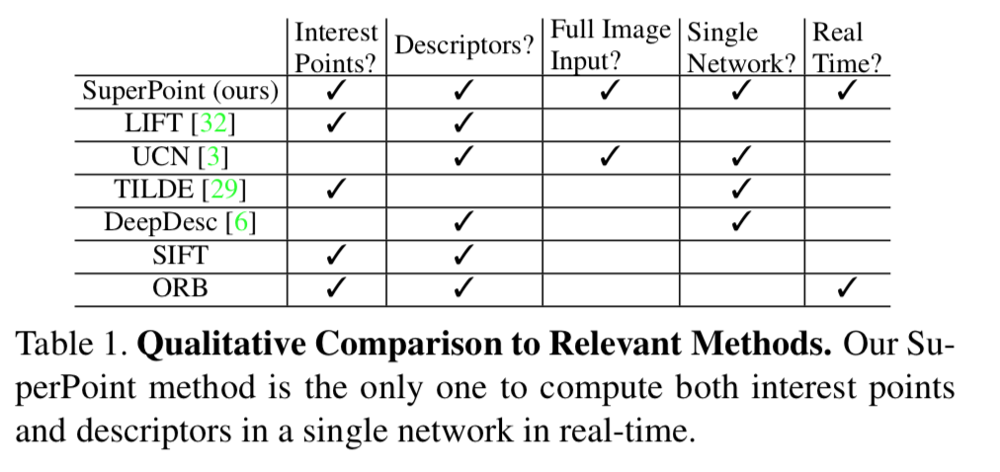 Interest Points? | Descriptors? | Full Image Input? | Single Network? | Real Time?
SuperPoint (ours) ✓ ✓ ✓ ✓ ✓
LIFT [32] ✓ ✓
UCN [3] ✓ ✓ ✓
TILDE [29] ✓ ✓
DeepDesc [6] ✓ ✓
SIFT ✓ ✓
ORB ✓ ✓ ✓
Table 1. Qualitative Comparison to Relevant Methods. Our Su-
perPoint method is the only one to compute both interest points
and descriptors in a single network in real-time.